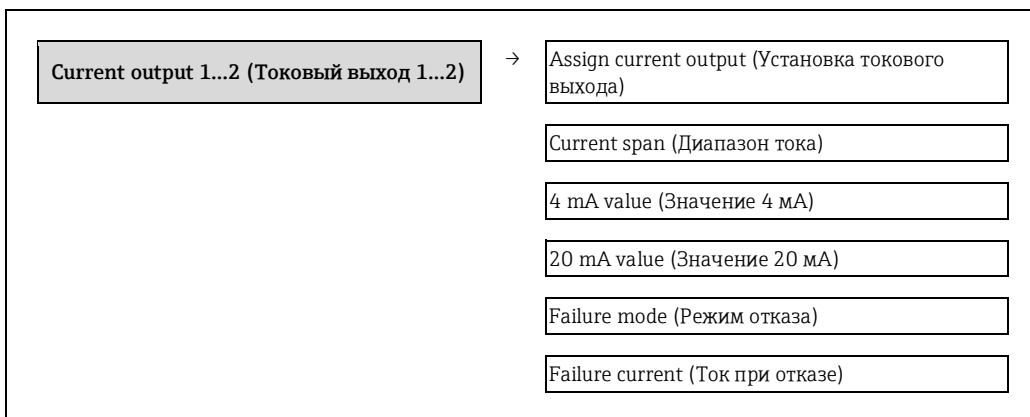 Current output 1...2 (Токовый выход 1...2)
→
Assign current output (Установка токового
выхода)
Current span (Диапазон тока)
4 mA value (Значение 4 мА)
20 mA value (Значение 20 мА)
Failure mode (Режим отказа)
Failure current (Ток при отказе)